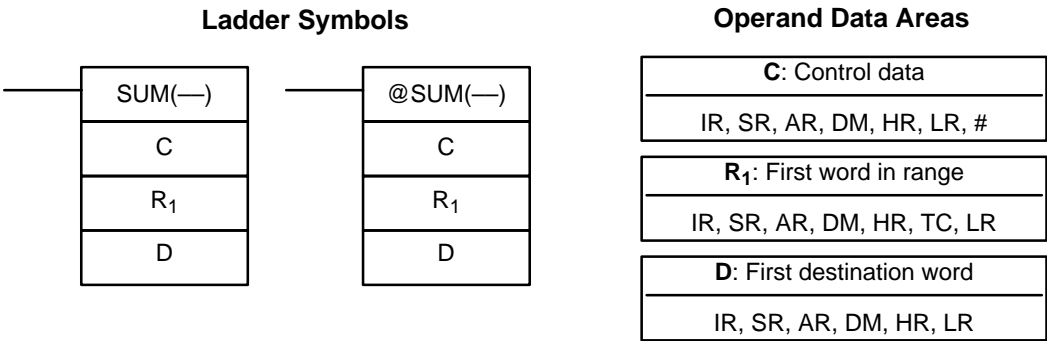 Ladder Symbols
SUM(—)
C
R1
D
@SUM(—)
C
R1
D
Operand Data Areas
C: Control data
IR, SR, AR, DM, HR, LR, #
R1: First word in range
IR, SR, AR, DM, HR, TC, LR
D: First destination word
IR, SR, AR, DM, HR, LR